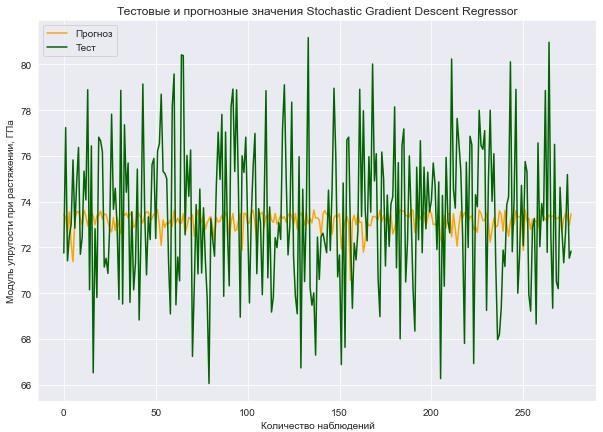 Тестовые и прогнозные значения Stochastic Gradient Descent Regressor
Прогноз
Тест
Модуль упругости при растяжении, ГПа
80
78
76
74
72
70
68
66
0
50
100
150
200
250
Количество наблюдений